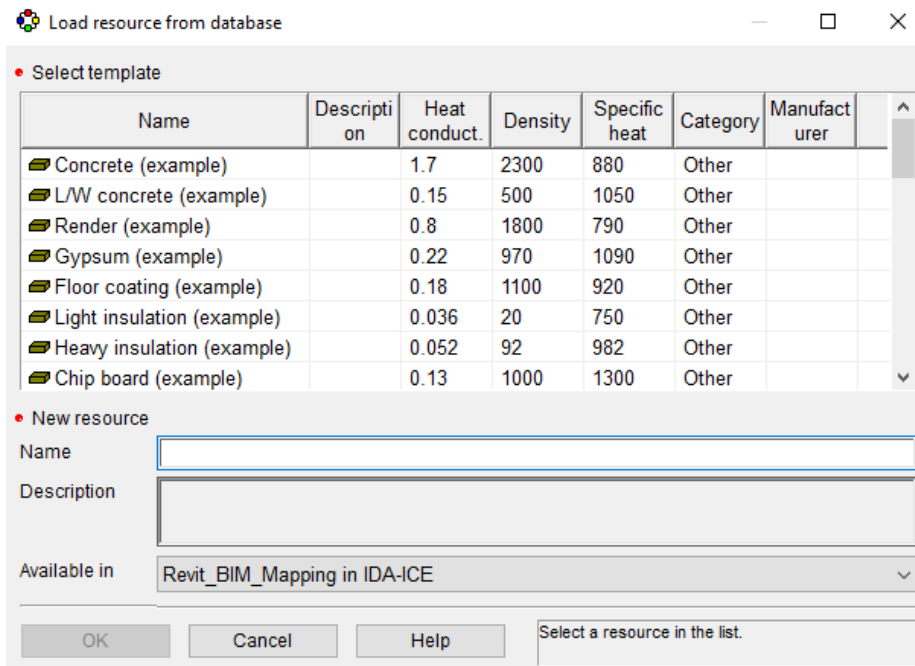 Load resource from database
Select template
Name Descripti on Heat conduct. Density Specific heat Category Manufact urer
Concrete (example) 1.7 2300 880 Other
L/W concrete (example) 0.15 500 1050 Other
Render (example) 0.8 1800 790 Other
Gypsum (example) 0.22 970 1090 Other
Floor coating (example) 0.18 1100 920 Other
Light insulation (example) 0.036 20 750 Other
Heavy insulation (example) 0.052 92 982 Other
Chip board (example) 0.13 1000 1300 Other
New resource
Name
Description
Available in Revit_BIM_Mapping in IDA-ICE
OK Cancel Help Select a resource in the list.